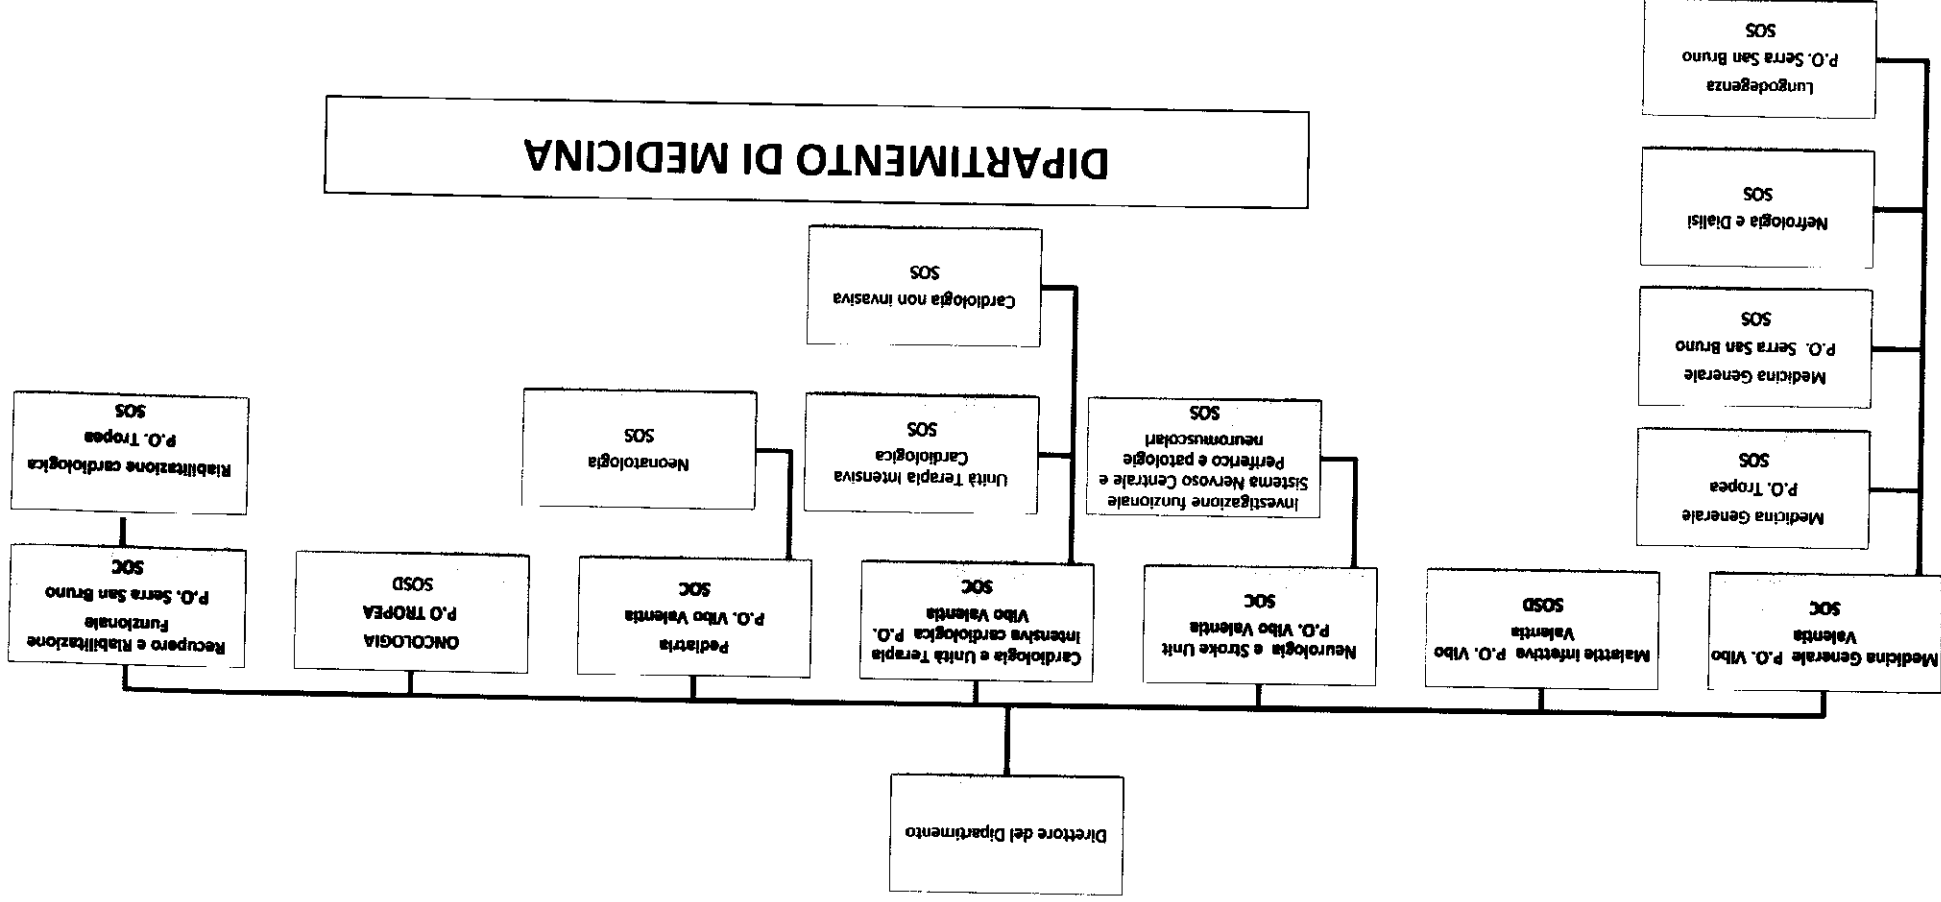 Direttore del Dipartimento
Medicina Generale P.O. Vibo
Valentia
SOC
Malattie infettive P.O. Vibo
Valentia
SOSD
Neurologia e Stroke Unit
P.O. Vibo Valentia
SOC
Cardiologia e Unità Terapia
intensiva cardiologica P.O.
Vibo Valentia
SOC
Pediatria
P.O. Vibo Valentia
SOC
ONCOLOGIA
P.O TROPEA
SOSD
Recupero e Riabilitazione
Funzionale
P.O. Serra San Bruno
SOC
Medicina Generale
P.O. Tropea
SOS
Medicina Generale
P.O. Serra San Bruno
SOS
Nefrologia e Dialisi
SOS
Lungodegenza
P.O. Serra San Bruno
SOS
Investigazione funzionale
Sistema Nervoso Centrale e
Periferico e patologie
neuromuscolari
SOS
Unità Terapia Intensiva
Cardiologica
SOS
Cardiologia non invasiva
SOS
Neonatologia
SOS
Riabilitazione cardiologica
P.O. Tropea
SOS
DIPARTIMENTO DI MEDICINA